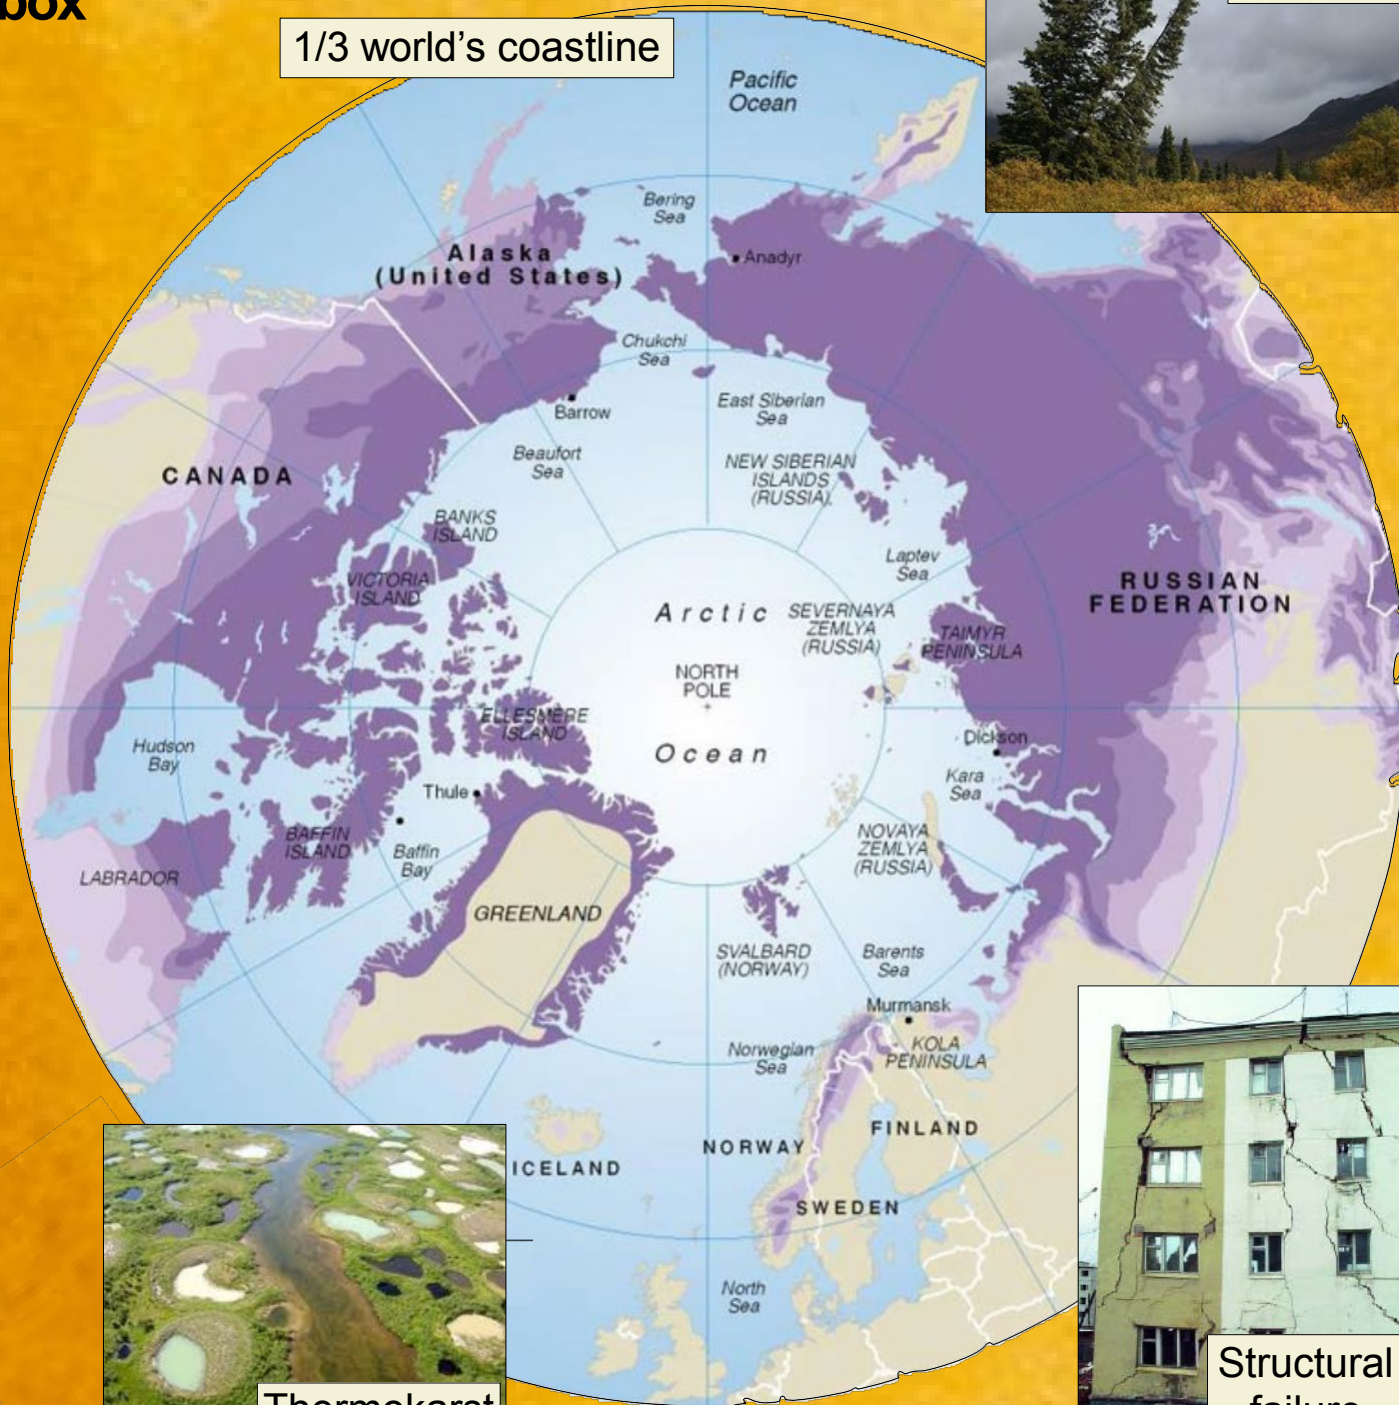 box
1/3 world's coastline
Pacific
Ocean
Bering
Sea
Alaska
(United States)
Anadyr
Chukchi
Sea
East Siberian
Sea
Barrow
Beaufort
Sea
NEW SIBERIAN
ISLANDS
(RUSSIA).
CANADA
BANKS
ISLAND
Laptev
Sea
VICTORIA
ISLAND
RUSSIAN
FEDERATION
Arctic
SEVERNAYA
ZEMLYA
(RUSSIA)
TAIMYR
PENINSULA
NORTH
POLE
ELLESMERE
ISLAND
Ocean
Dickson
Hudson
Bay
Kara
Sea
Thule
BAFFIN
ISLAND
Baffin
Bay
NOVAYA
ZEMLYA
(RUSSIA)
LABRADOR
GREENLAND
SVALBARD
(NORWAY)
Barents
Sea
Murmansk
Norwegian
Sea
KOLA
PENINSULA
NORWAY
FINLAND
ICELAND
SWEDEN
North
Sea
Thermokarst
Structural
failure